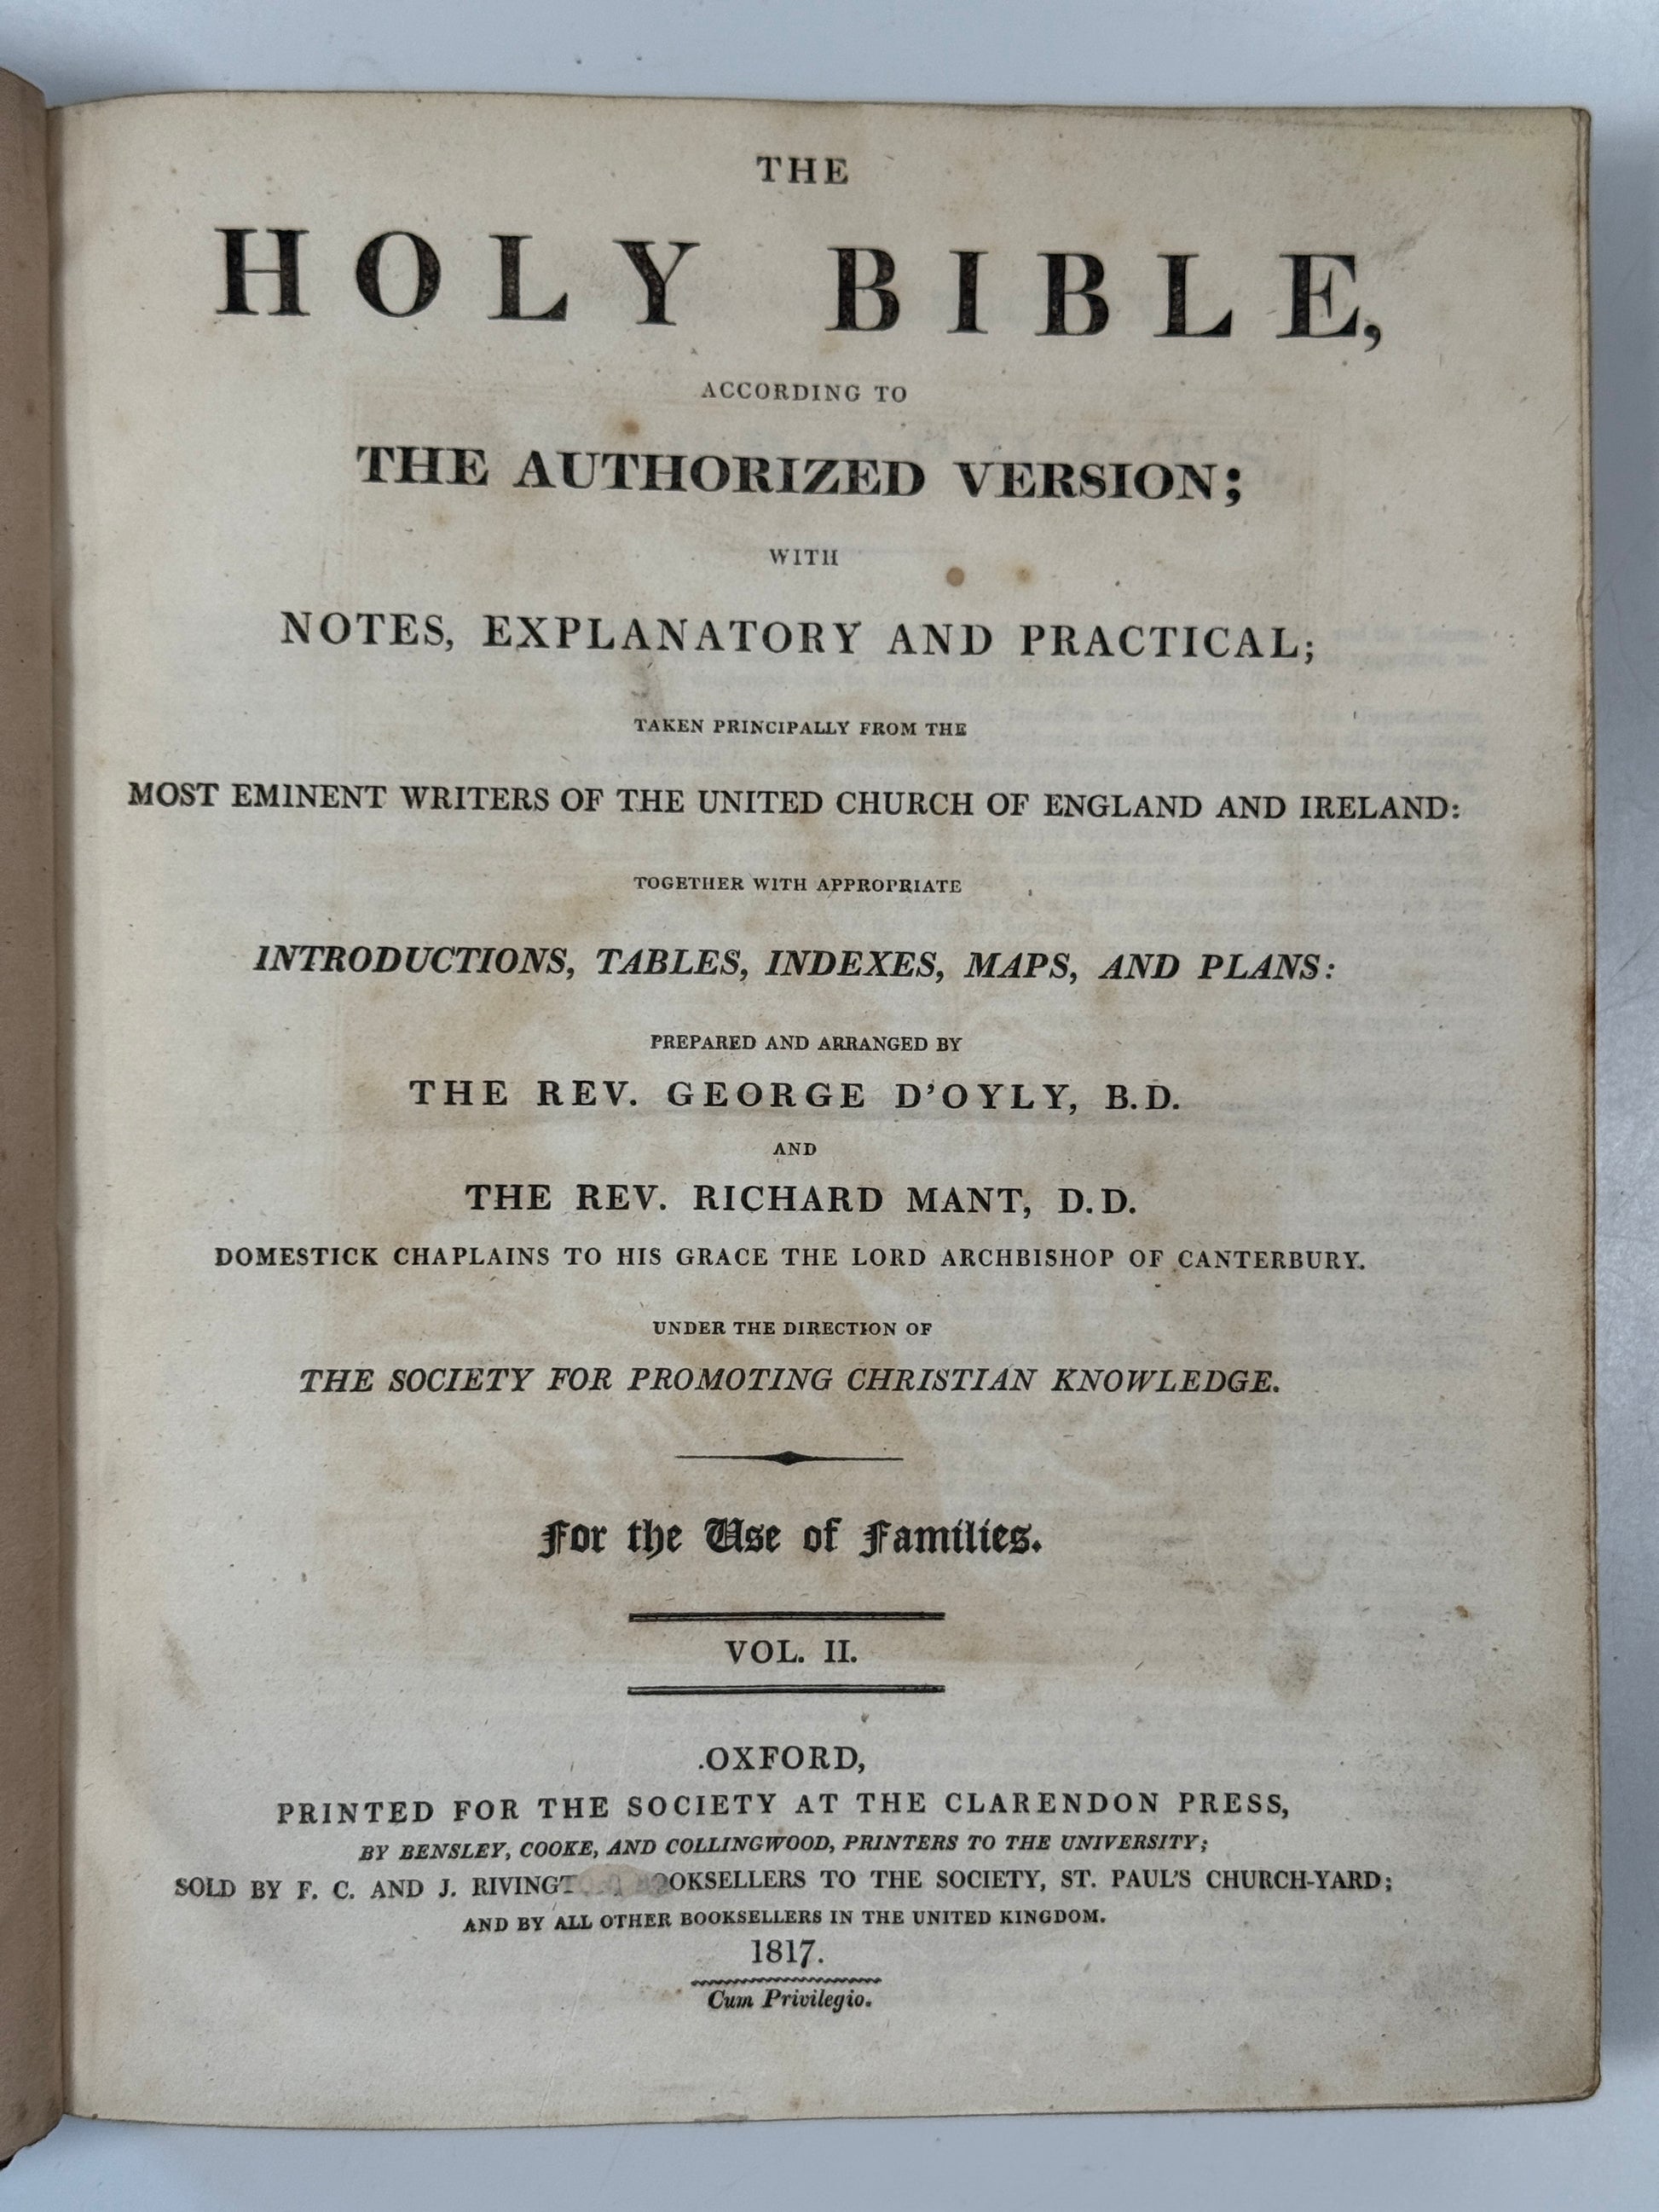 THE
HOLY BIBLE,
ACCORDING TO
THE AUTHORIZED VERSION;
WITH
NOTES, EXPLANATORY AND PRACTICAL;
TAKEN PRINCIPALLY FROM THE
MOST EMINENT WRITERS OF THE UNITED CHURCH OF ENGLAND AND IRELAND:
TOGETHER WITH APPROPRIATE
INTRODUCTIONS, TABLES, INDEXES, MAPS, AND PLANS:
PREPARED AND ARRANGED BY
THE REV. GEORGE D'OYLY, B.D.
AND
THE REV. RICHARD MANT, D.D.
DOMESTICK CHAPLAINS TO HIS GRACE THE LORD ARCHBISHOP OF CANTERBURY.
UNDER THE DIRECTION OF
THE SOCIETY FOR PROMOTING CHRISTIAN KNOWLEDGE.
For the Use of Families.
VOL. II.
OXFORD,
PRINTED FOR THE SOCIETY AT THE CLARENDON PRESS,
BY BENSLEY, COOKE, AND COLLINGWOOD, PRINTERS TO THE UNIVERSITY;
SOLD BY F. C. AND J. TO THE SOCIETY, ST. PAUL'S CHURCH-YARD;
AND BY ALL OTHER BOOKSELLERS IN THE UNITED KINGDOM.
1817.
Cum Privilegio.